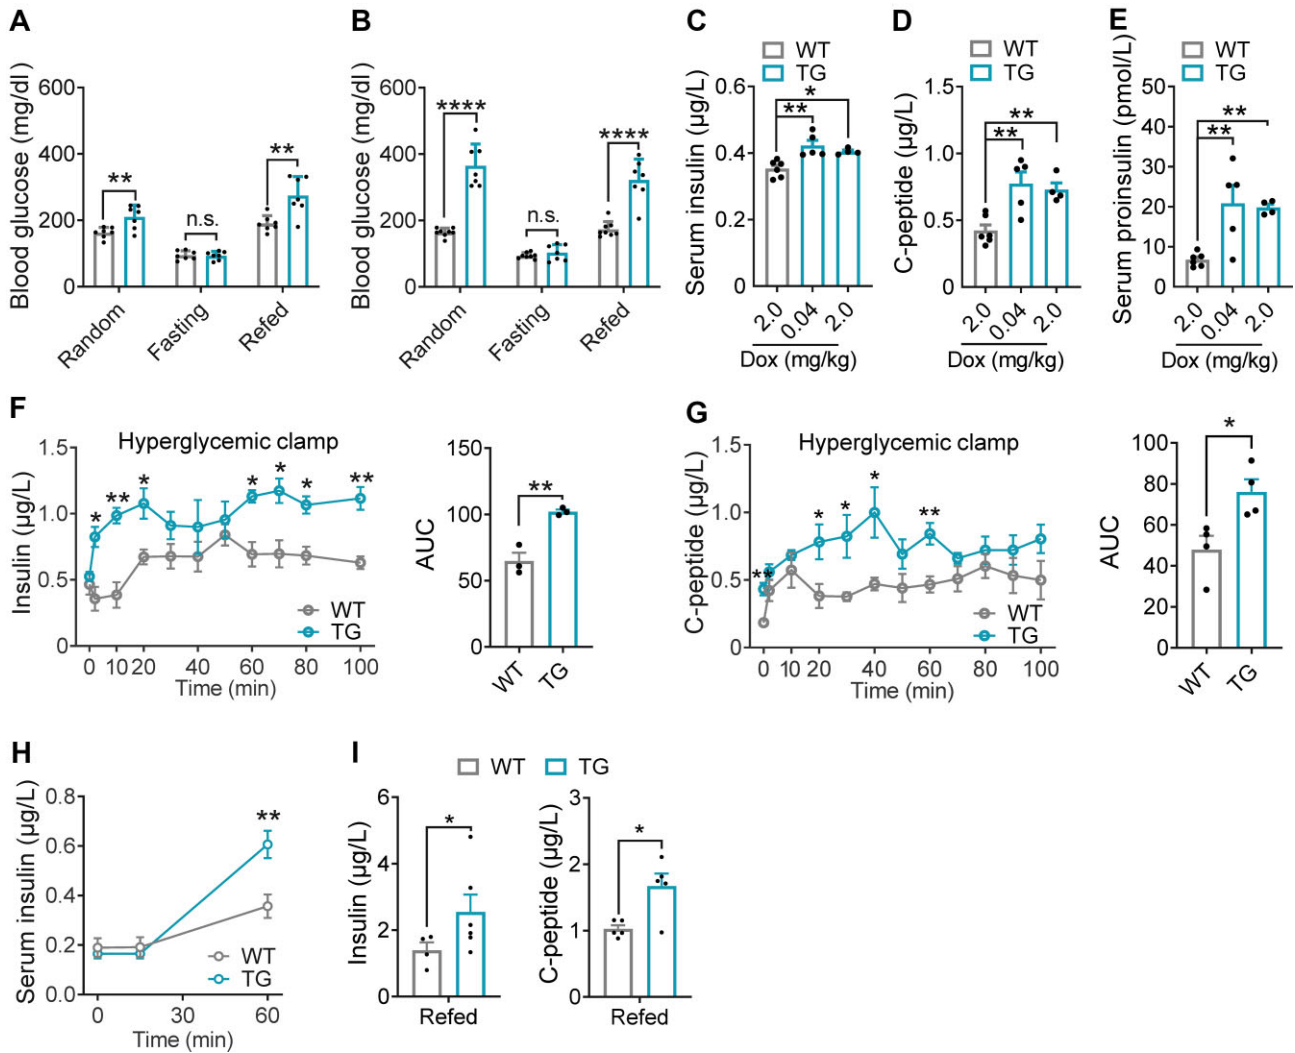 A
Blood glucose (mg/dl)
600
400
200
0
**
n.s.
**
Random
Fasting
Refed
B
Blood glucose (mg/dl)
600
400
200
0
****
n.s.
****
Random
Fasting
Refed
C
WT
TG
Serum insulin (µg/L)
0.6
0.4
0.2
0
*
**
2.0
0.04
2.0
Dox (mg/kg)
D
WT
TG
C-peptide (µg/L)
1.5
1.0
0.5
0
**
**
2.0
0.04
2.0
Dox (mg/kg)
E
WT
TG
Serum proinsulin (pmol/L)
50
40
30
20
10
0
**
**
2.0
0.04
2.0
Dox (mg/kg)
F
Hyperglycemic clamp
Insulin (µg/L)
1.5
1.0
0.5
0
*
**
*
*
*
*
**
WT
TG
0 10 20 40 60 80 100
Time (min)
AUC
150
100
50
0
**
WT
TG
G
Hyperglycemic clamp
C-peptide (µg/L)
1.5
1.0
0.5
0
**
*
*
*
**
WT
TG
0 10 20 40 60 80 100
Time (min)
AUC
100
80
60
40
20
0
*
WT
TG
H
Serum insulin (µg/L)
0.8
0.6
0.4
0.2
0.0
**
WT
TG
0 30 60
Time (min)
I
WT
TG
Insulin (µg/L)
6
4
2
0
*
Refed
C-peptide (µg/L)
3
2
1
0
*
Refed